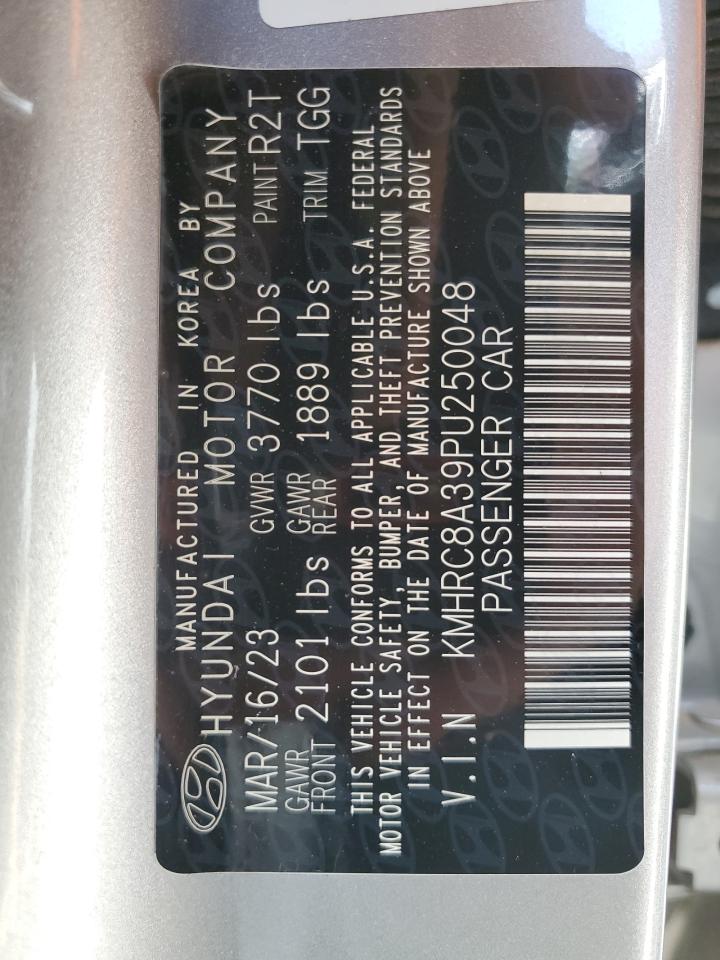 MANUFACTURED IN KOREA BY
HYUNDAI MOTOR COMPANY
MAR/16/23 GVWR 3770 lbs PAINT R2T
GAWR FRONT 2101 lbs GAWR REAR 1889 lbs TRIM TGG
THIS VEHICLE CONFORMS TO ALL APPLICABLE U.S.A. FEDERAL
MOTOR VEHICLE SAFETY, BUMPER, AND THEFT PREVENTION STANDARDS
IN EFFECT ON THE DATE OF MANUFACTURE SHOWN ABOVE
V.I.N KMHRC8A39PU250048
PASSENGER CAR